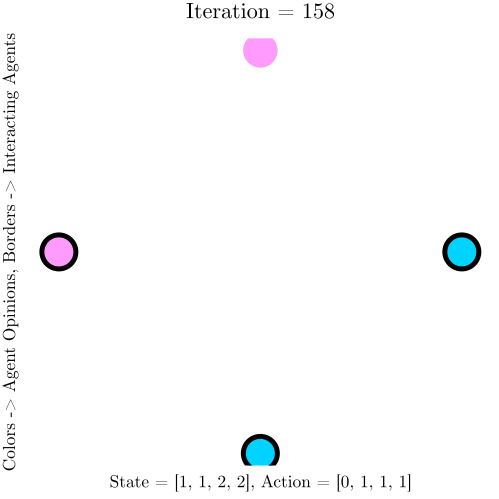 Iteration = 158
Colors -> Agent Opinions, Borders -> Interacting Agents
State = [1, 1, 2, 2], Action = [0, 1, 1, 1]